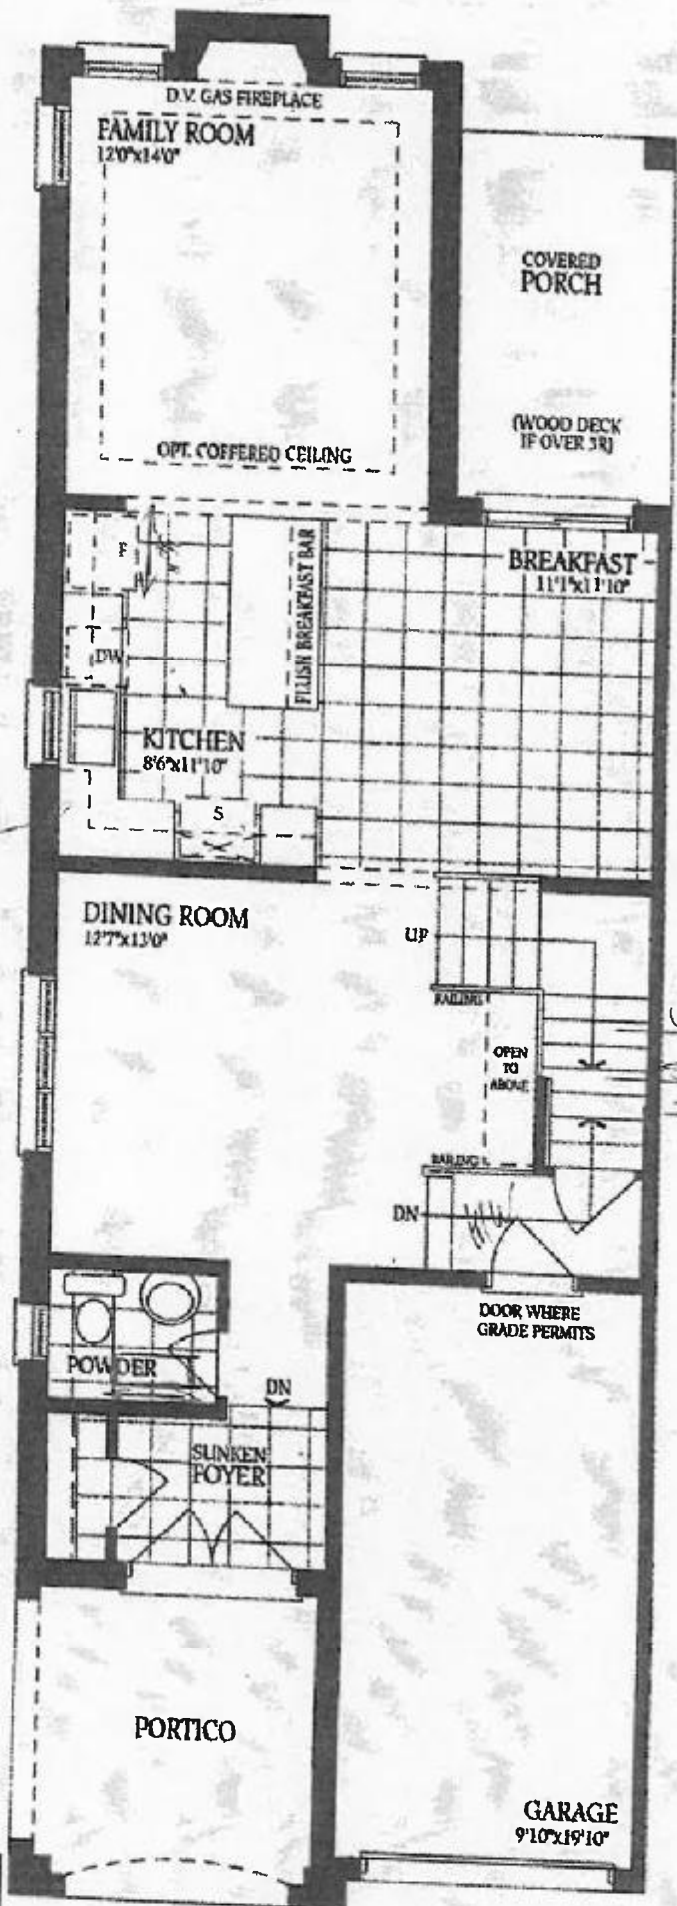 D.V. GAS FIREPLACE
FAMILY ROOM
12'0"x14'0"
COVERED
PORCH
(WOOD DECK
IF OVER 3R)
OPT. COFFERED CEILING
F
FLUSH BREAKFAST BAR
BREAKFAST
11'1"x11'10"
DW
KITCHEN
8'6"x11'10"
S
DINING ROOM
12'7"x13'0"
UP
RAILING
OPEN
TO
ABOVE
RAILING
DN
DOOR WHERE
GRADE PERMITS
POWDER
DN
SUNKEN
FOYER
PORTICO
GARAGE
9'10"x19'10"